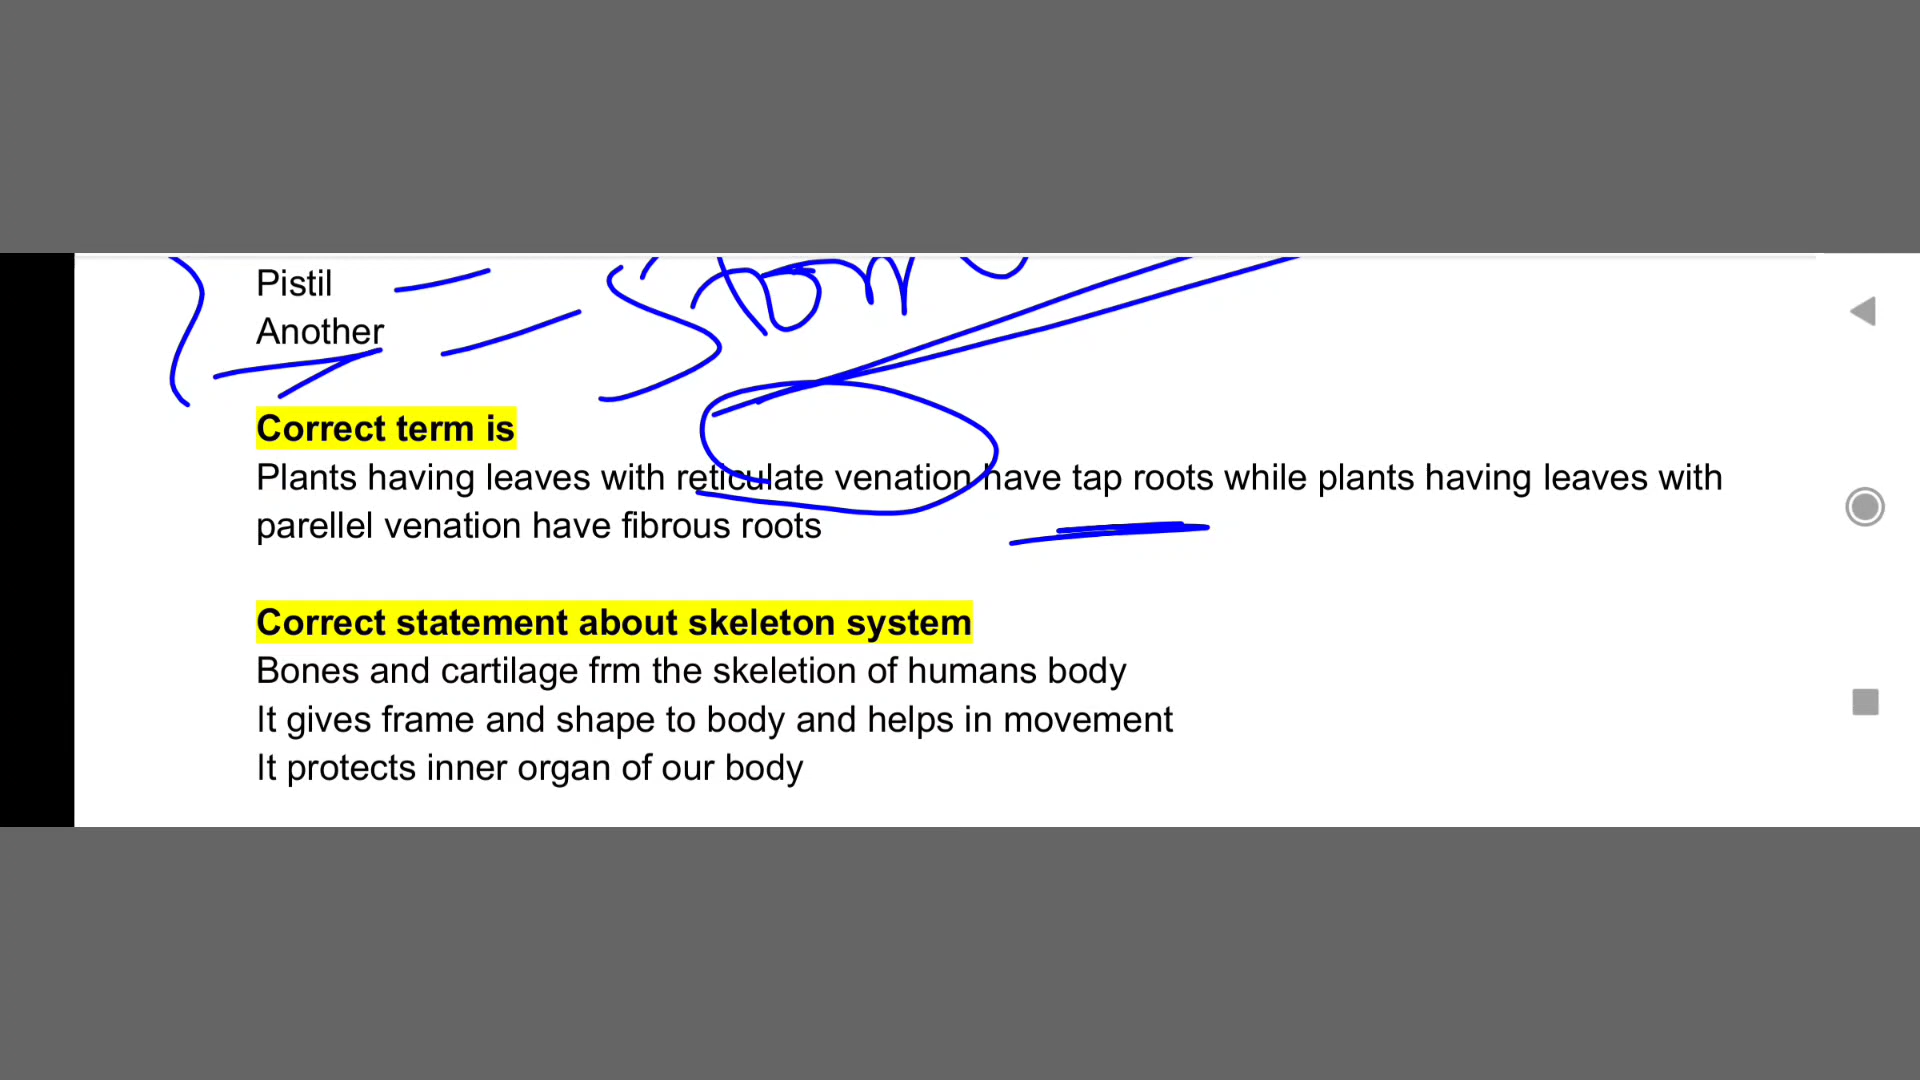 Pistil
Another
Correct term is
Plants having leaves with reticulate venation have tap roots while plants having leaves with
parellel venation have fibrous roots
Correct statement about skeleton system
Bones and cartilage frm the skeletion of humans body
It gives frame and shape to body and helps in movement
It protects inner organ of our body